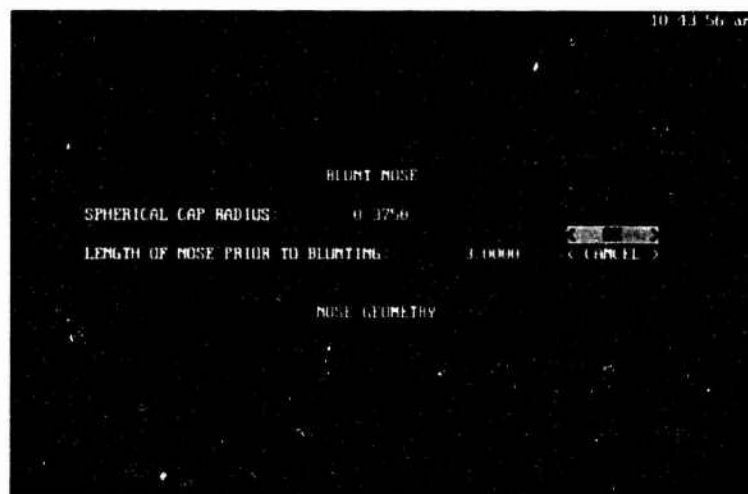 10:43:56 am
BLUNT NOSE
SPHERICAL CAP RADIUS: 0.3750
LENGTH OF NOSE PRIOR TO BLUNTING: 3.0000 < CANCEL >
NOSE GEOMETRY